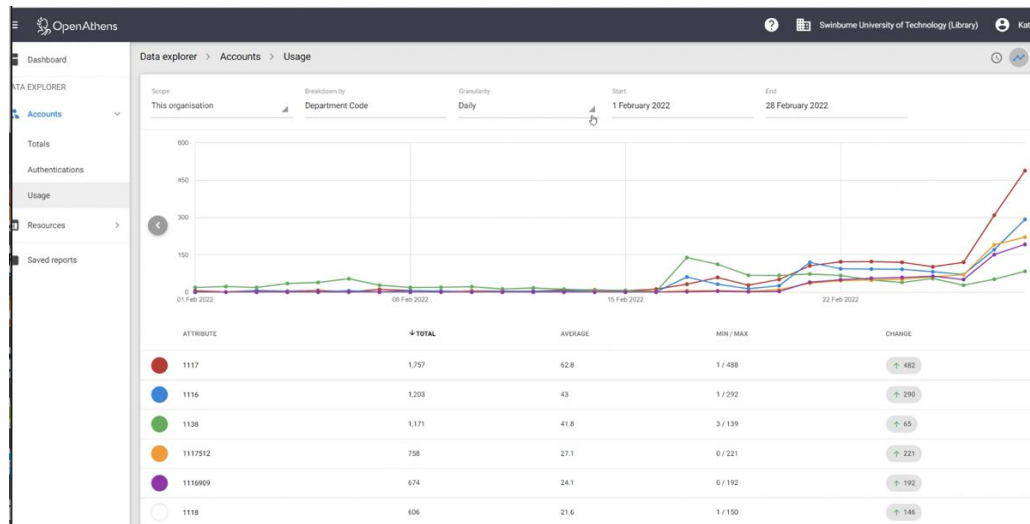 OpenAthens
Swinburne University of Technology (Library)
Kat
Dashboard
Data explorer > Accounts > Usage
ATA EXPLORER
Accounts
Totals
Authentications
Usage
Resources
Saved reports
Scope
Breakdown by
Granularity
Start
End
This organisation
Department Code
Daily
1 February 2022
28 February 2022
600
450
300
150
0
01 Feb 2022
08 Feb 2022
15 Feb 2022
22 Feb 2022
ATTRIBUTE TOTAL AVERAGE MIN / MAX CHANGE
1117 1,757 62.8 1 / 488 ↑ 482
1116 1,203 43 1 / 292 ↑ 290
1138 1,171 41.8 3 / 139 ↑ 65
1117512 758 27.1 0 / 221 ↑ 221
1116909 674 24.1 0 / 192 ↑ 192
1118 606 21.6 1 / 150 ↑ 146